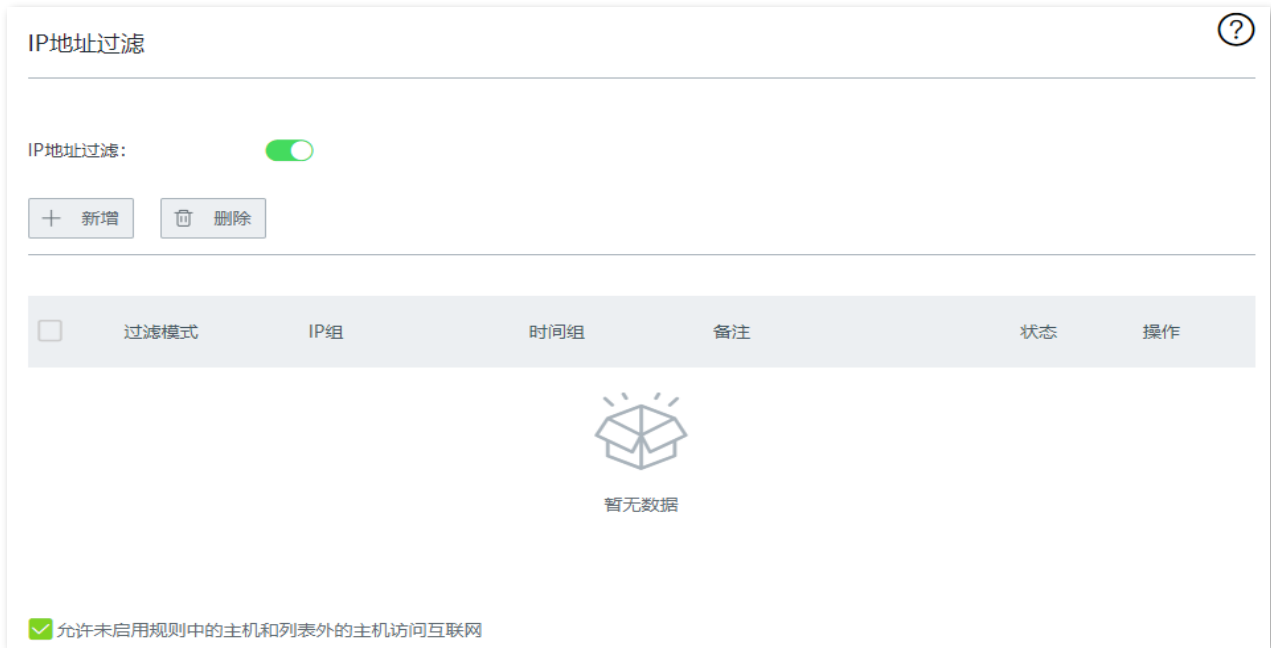 IP地址过滤
?
IP地址过滤：
新增 删除
过滤模式 IP组 时间组 备注 状态 操作
暂无数据
允许未启用规则中的主机和列表外的主机访问互联网